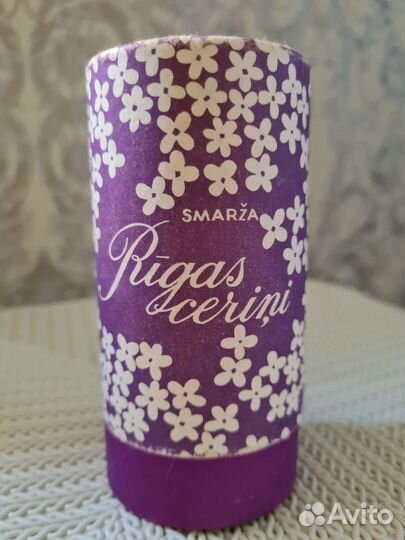 SMARŽA
Rīgas
ceriņi
Avito